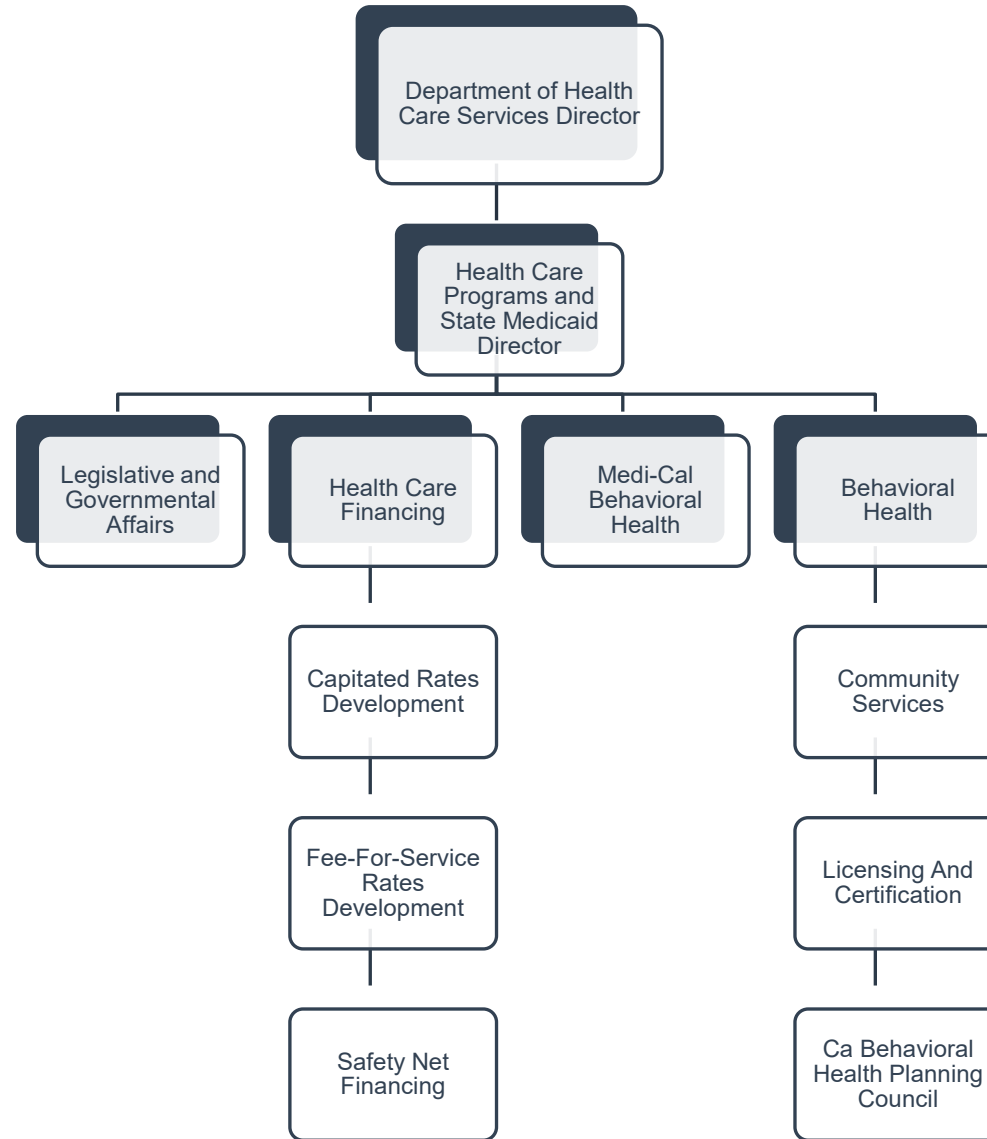 Department of Health
Care Services Director
Health Care
Programs and
State Medicaid
Director
Legislative and
Governmental
Affairs
Health Care
Financing
Medi-Cal
Behavioral
Health
Behavioral
Health
Capitated Rates
Development
Community
Services
Fee-For-Service
Rates
Development
Licensing And
Certification
Safety Net
Financing
Ca Behavioral
Health Planning
Council